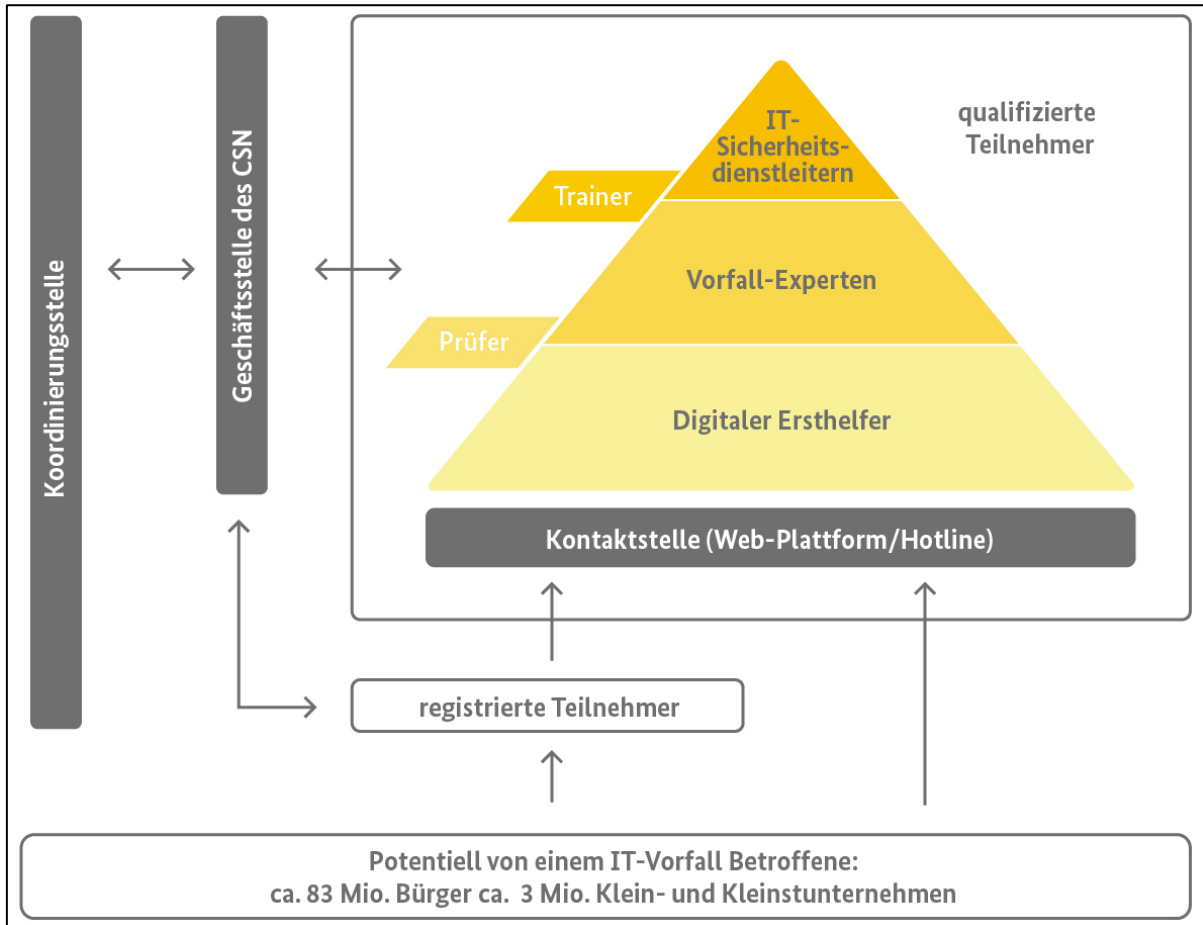 Koordinierungsstelle
Geschäftsstelle des CSN
qualifizierte
Teilnehmer
IT-
Sicherheits-
dienstleitern
Trainer
Vorfall-Experten
Prüfer
Digitaler Ersthelfer
Kontaktstelle (Web-Plattform/Hotline)
registrierte Teilnehmer
Potentiell von einem IT-Vorfall Betroffene:
ca. 83 Mio. Bürger ca. 3 Mio. Klein- und Kleinstunternehmen